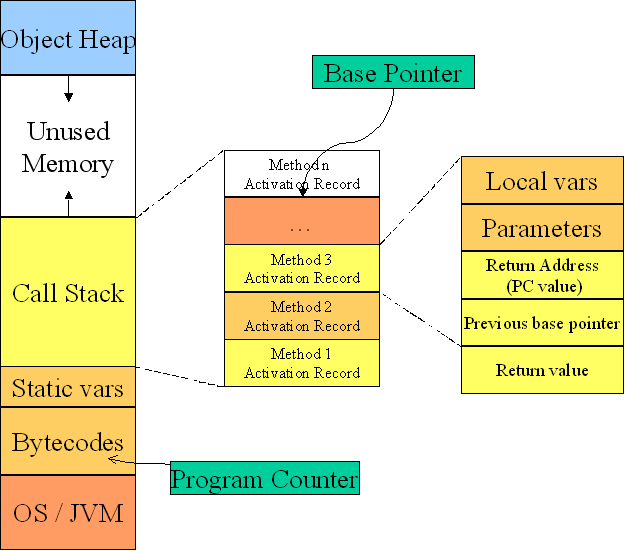 Object Heap
Unused
Memory
Call Stack
Static vars
Bytecodes
OS / JVM
Base Pointer
Method n
Activation Record
...
Method 3
Activation Record
Method 2
Activation Record
Method 1
Activation Record
Program Counter
Local vars
Parameters
Return Address
(PC value)
Previous base pointer
Return value